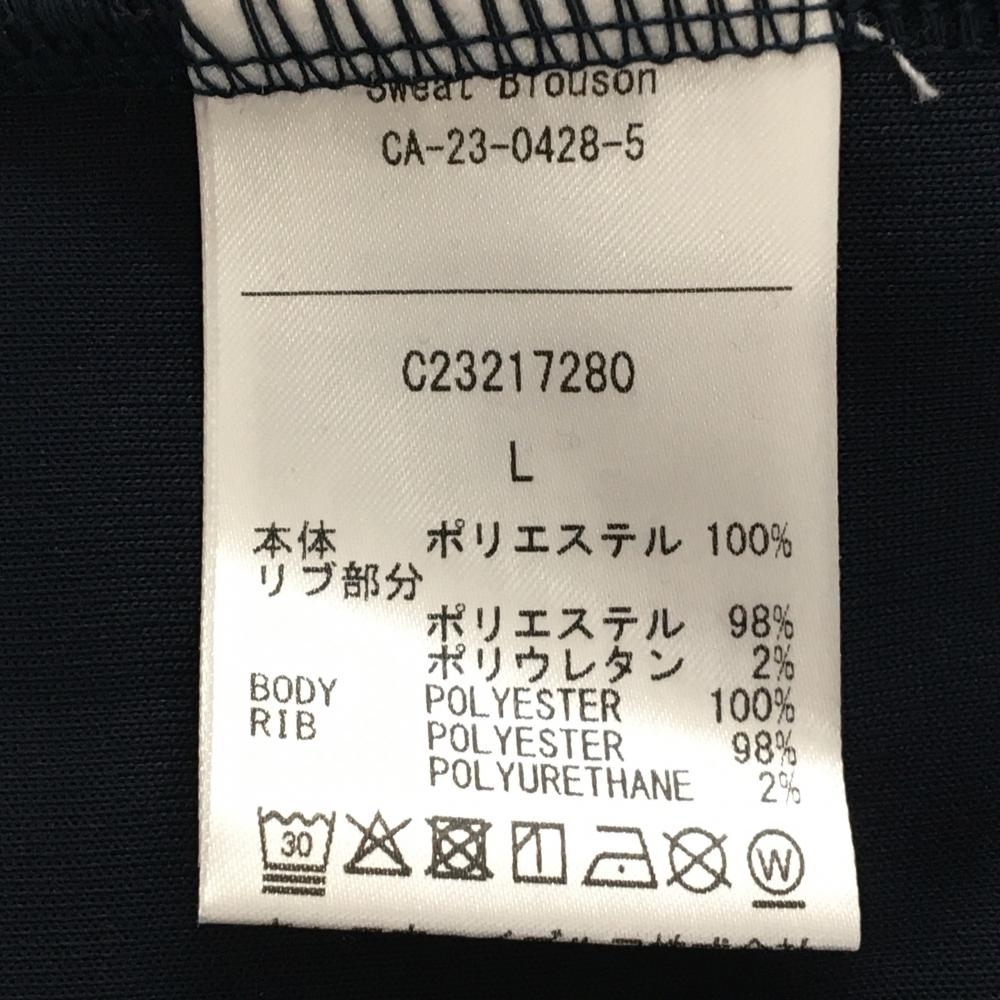 Sweat Blouson
CA-23-0428-5
C23217280
L
本体 ポリエステル 100%
リブ部分
ポリエステル 98%
ポリウレタン 2%
BODY POLYESTER 100%
RIB POLYESTER 98%
POLYURETHANE 2%
30 W